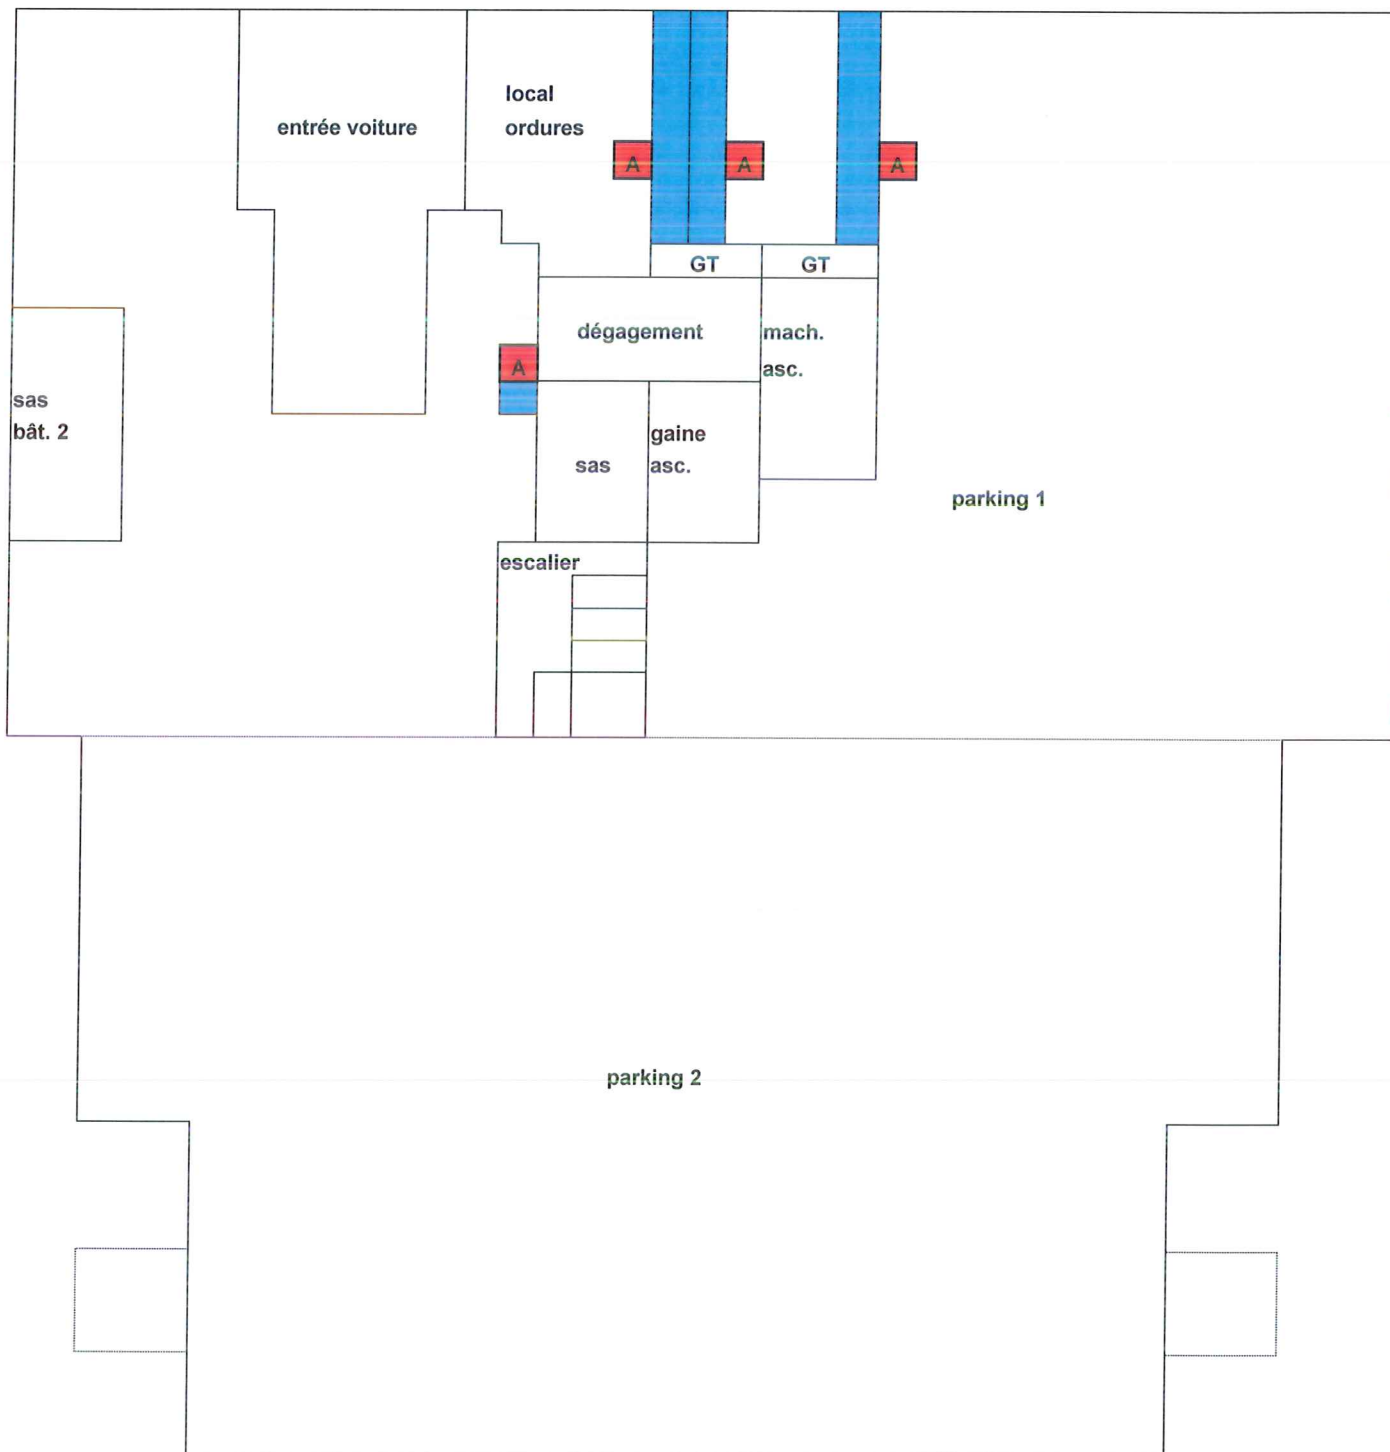 local
ordures
entrée voiture
A
A
A
GT
GT
dégagement
mach.
asc.
A
sas
bât. 2
gaine
asc.
sas
parking 1
escalier
parking 2